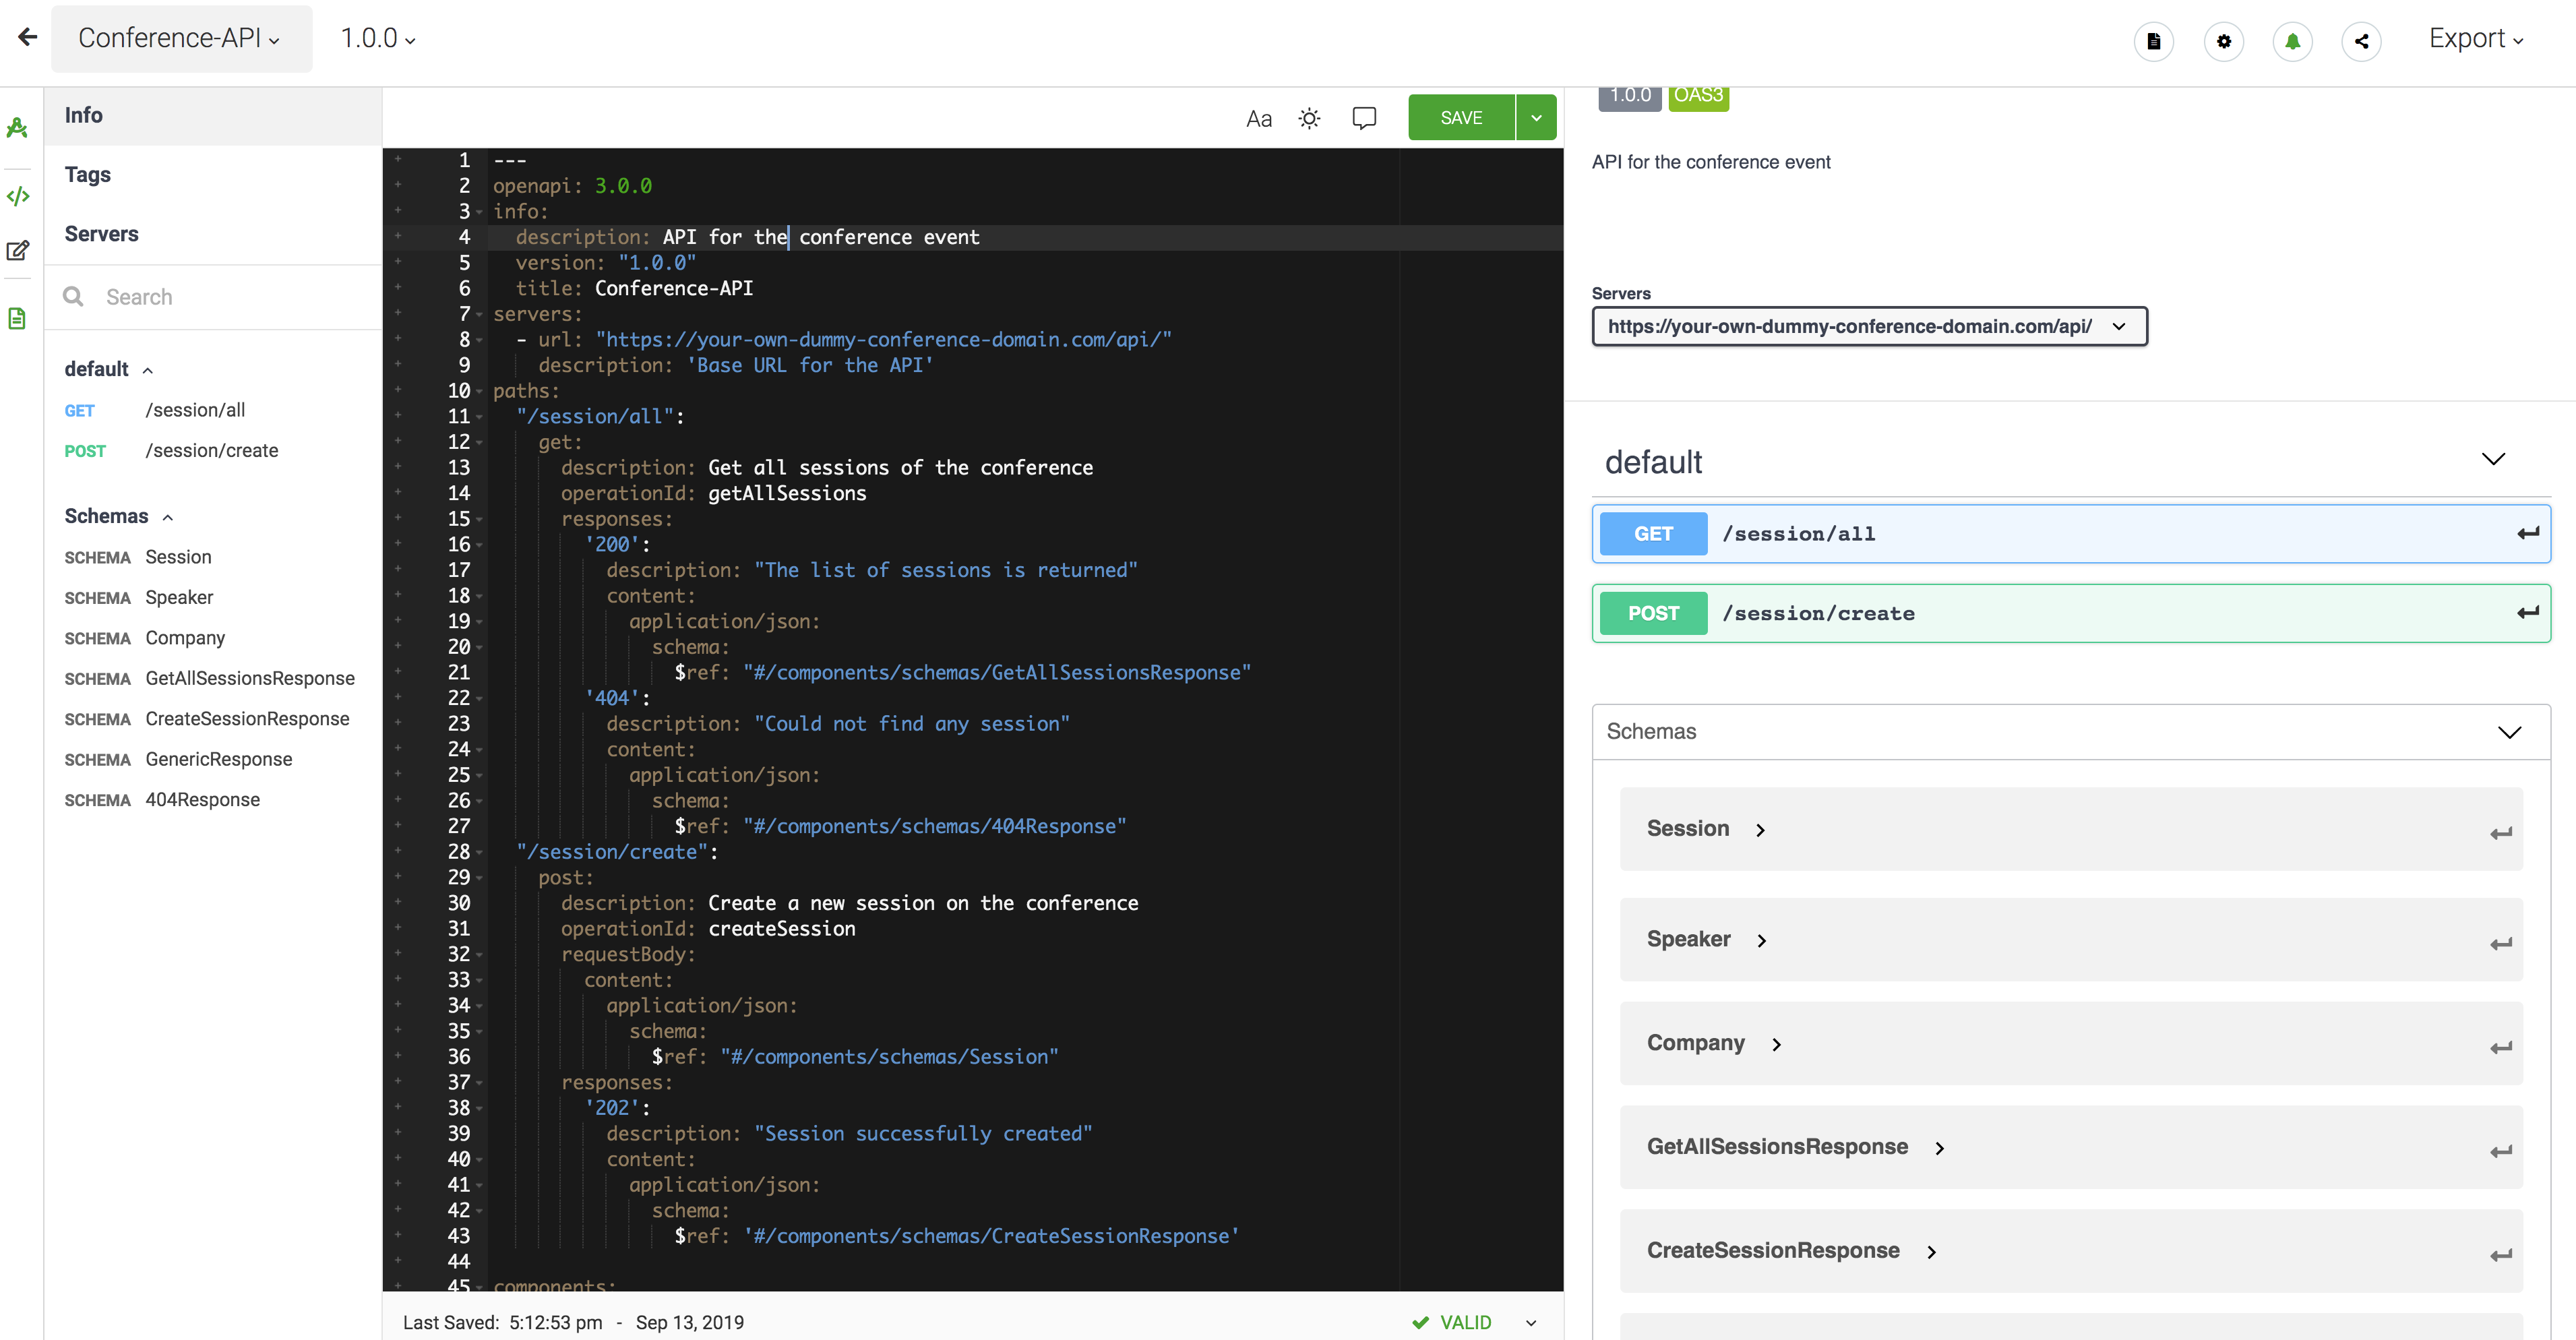 Conference-API
1.0.0
Export
Info
Tags
Servers
Search
default
GET /session/all
POST /session/create
Schemas
SCHEMA Session
SCHEMA Speaker
SCHEMA Company
SCHEMA GetAllSessionsResponse
SCHEMA CreateSessionResponse
SCHEMA GenericResponse
SCHEMA 404Response
Aa
SAVE
1 ---
2 openapi: 3.0.0
3 info:
4 description: API for the conference event
5 version: "1.0.0"
6 title: Conference-API
7 servers:
8 - url: "https://your-own-dummy-conference-domain.com/api/"
9 description: 'Base URL for the API'
10 paths:
11 "/session/all":
12 get:
13 description: Get all sessions of the conference
14 operationId: getAllSessions
15 responses:
16 '200':
17 description: "The list of sessions is returned"
18 content:
19 application/json:
20 schema:
21 $ref: "#/components/schemas/GetAllSessionsResponse"
22 '404':
23 description: "Could not find any session"
24 content:
25 application/json:
26 schema:
27 $ref: "#/components/schemas/404Response"
28 "/session/create":
29 post:
30 description: Create a new session on the conference
31 operationId: createSession
32 requestBody:
33 content:
34 application/json:
35 schema:
36 $ref: "#/components/schemas/Session"
37 responses:
38 '202':
39 description: "Session successfully created"
40 content:
41 application/json:
42 schema:
43 $ref: '#/components/schemas/CreateSessionResponse'
44
45 components:
Last Saved: 5:12:53 pm - Sep 13, 2019
VALID
1.0.0 OAS3
API for the conference event
Servers
https://your-own-dummy-conference-domain.com/api/
default
GET /session/all
POST /session/create
Schemas
Session
Speaker
Company
GetAllSessionsResponse
CreateSessionResponse